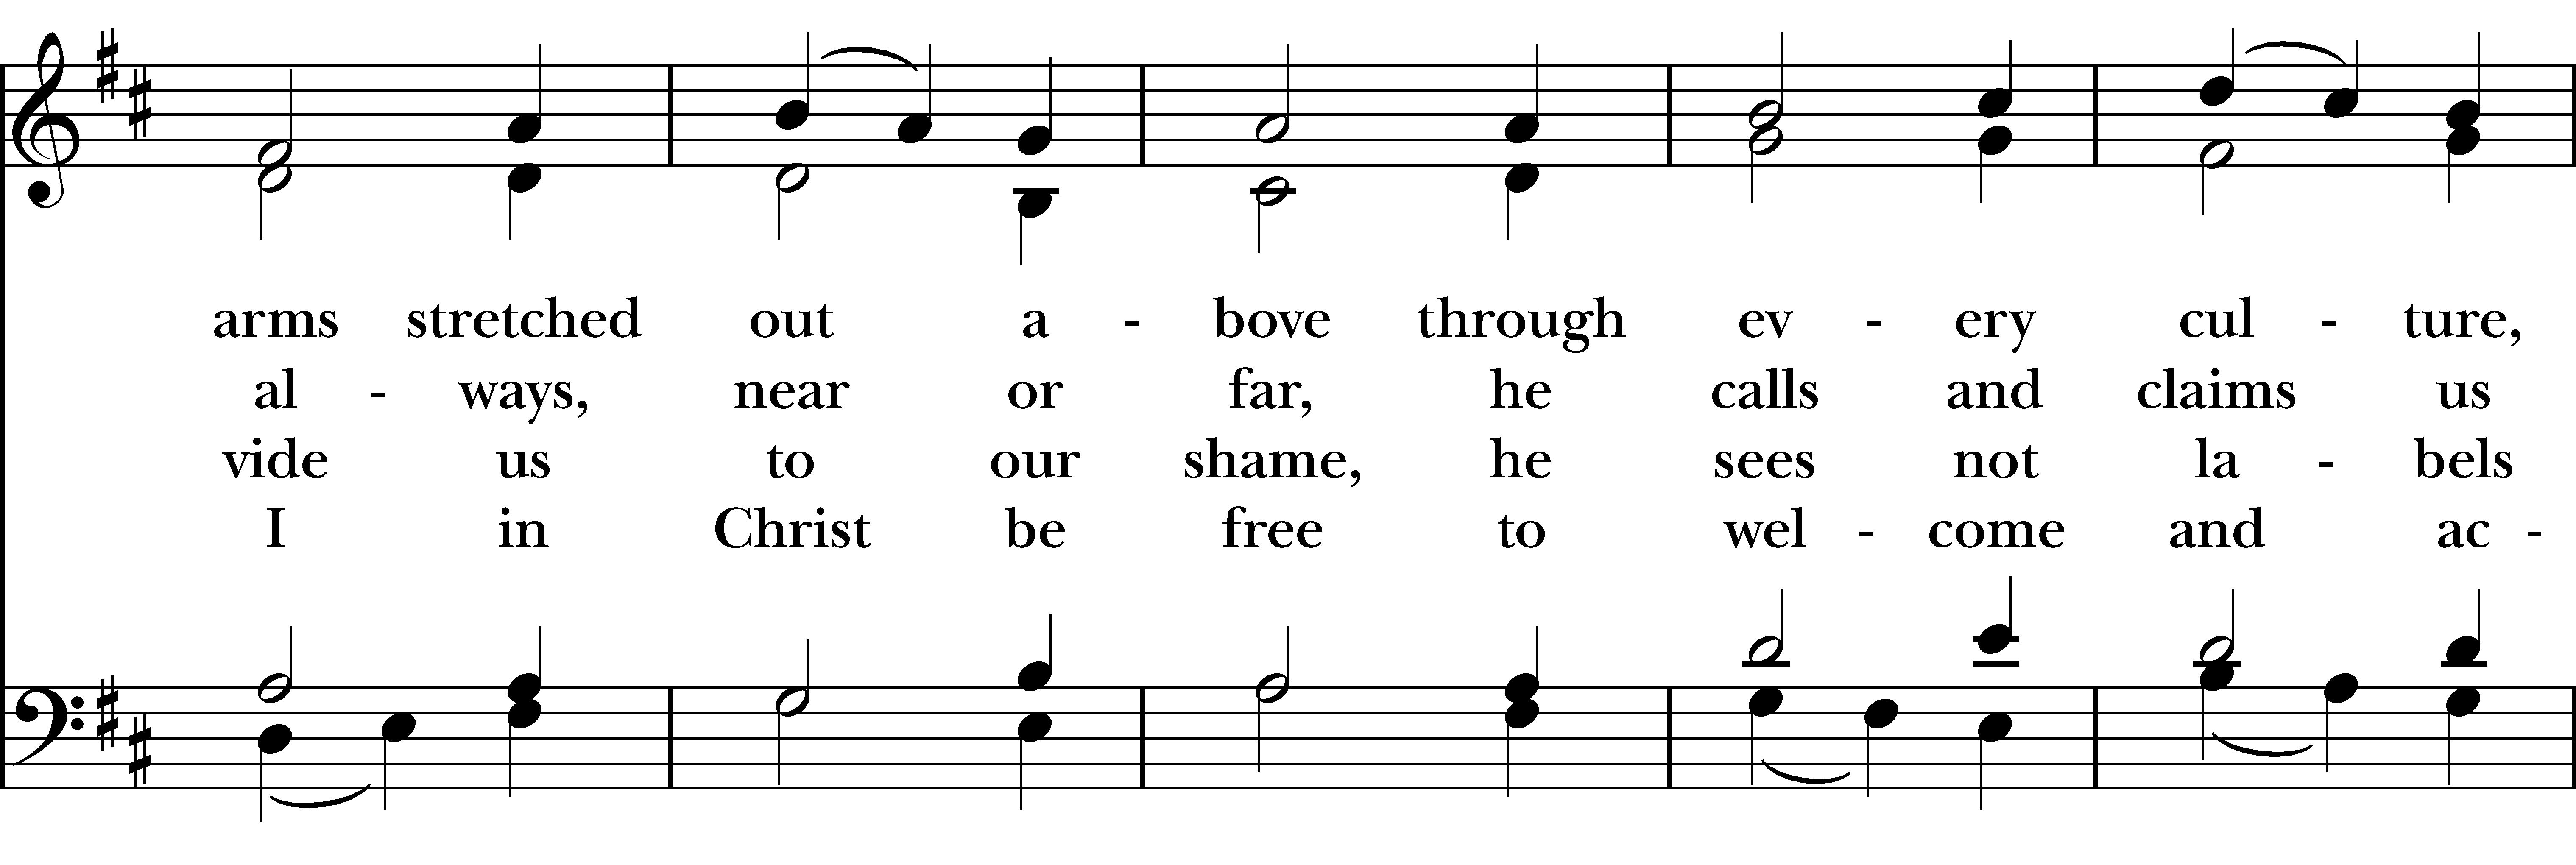 arms stretched out a - bove through ev - ery cul - ture,
al - ways, near or far, he calls and claims us
vide us to our shame, he sees not la - bels
I in Christ be free to wel - come and ac -